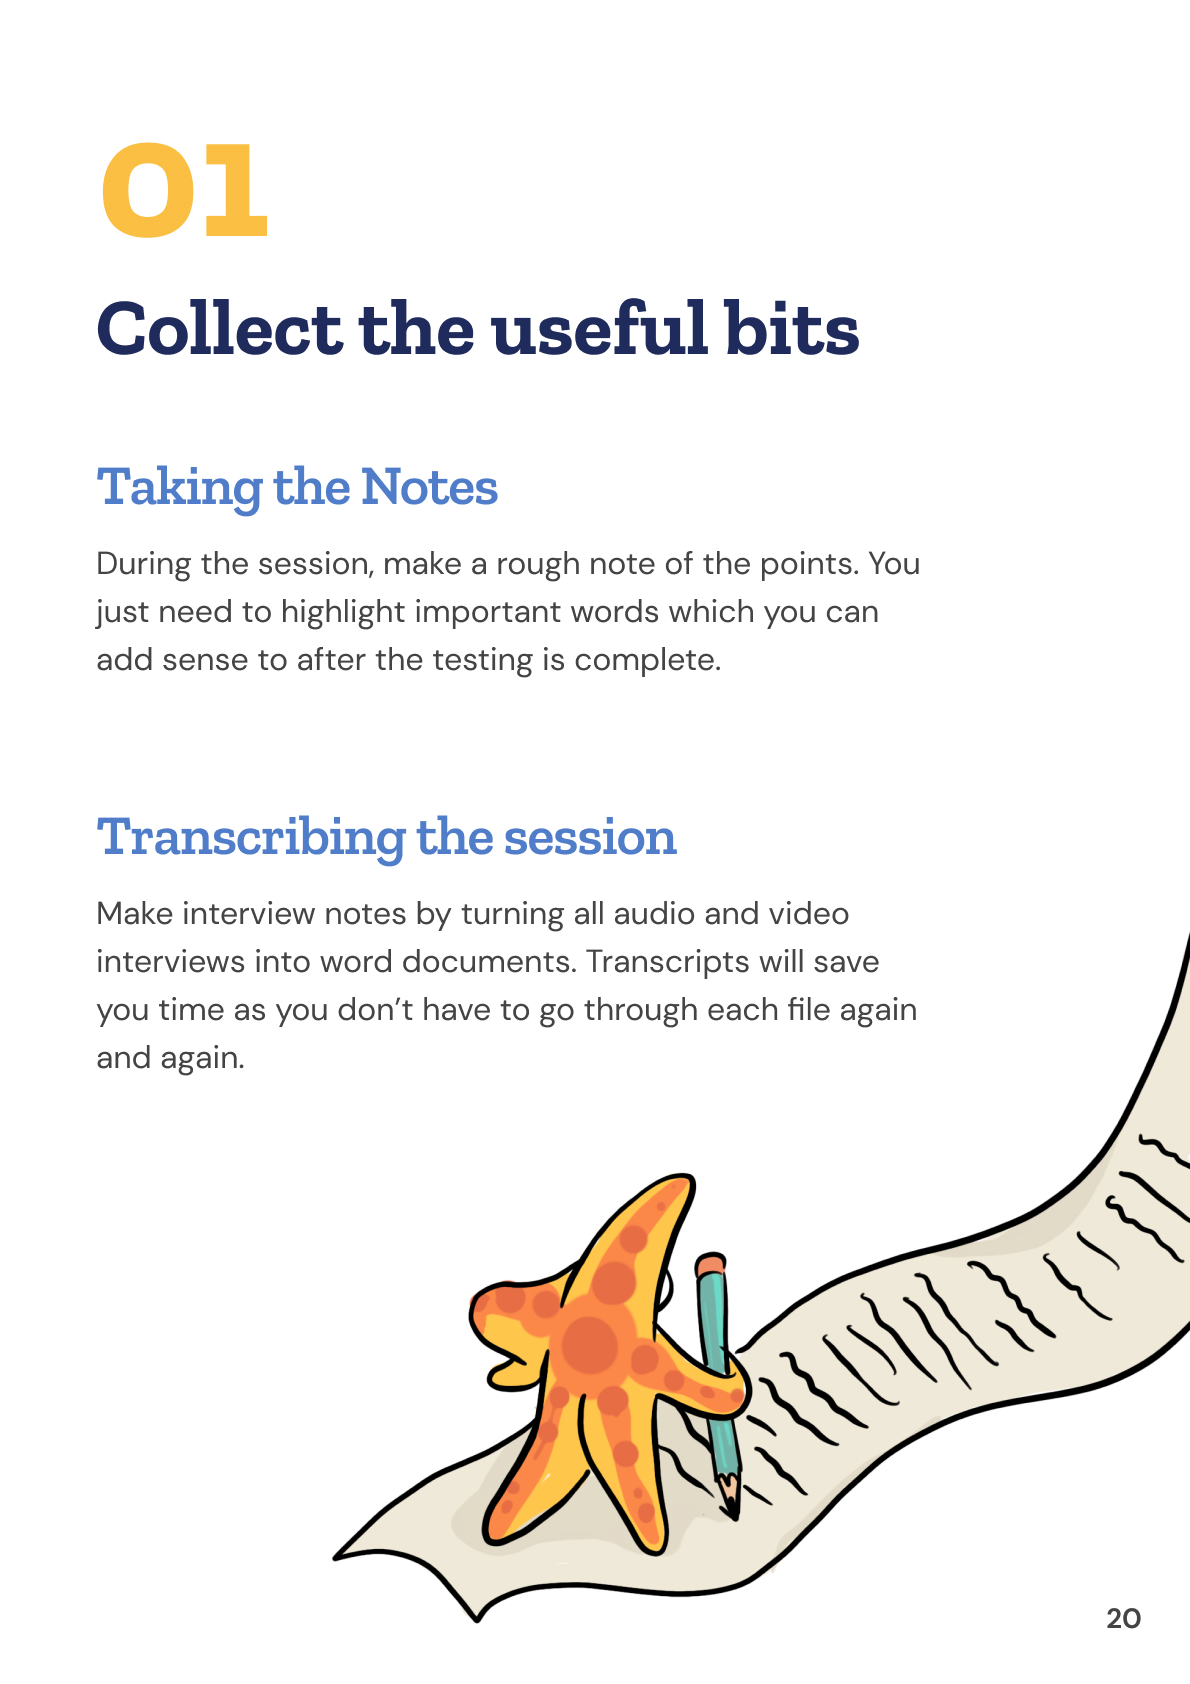 01
Collect the useful bits
Taking the Notes
During the session, make a rough note of the points. You
just need to highlight important words which you can
add sense to after the testing is complete.
Transcribing the session
Make interview notes by turning all audio and video
interviews into word documents. Transcripts will save
you time as you don’t have to go through each file again
and again.
20